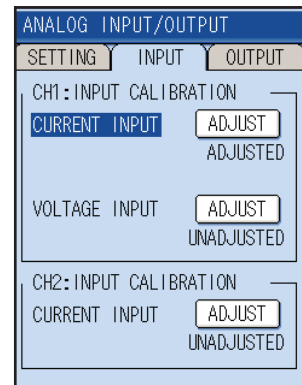 ANALOG INPUT/OUTPUT
SETTING INPUT OUTPUT
CH1:INPUT CALIBRATION
CURRENT INPUT ADJUST
ADJUSTED
VOLTAGE INPUT ADJUST
UNADJUSTED
CH2:INPUT CALIBRATION
CURRENT INPUT ADJUST
UNADJUSTED